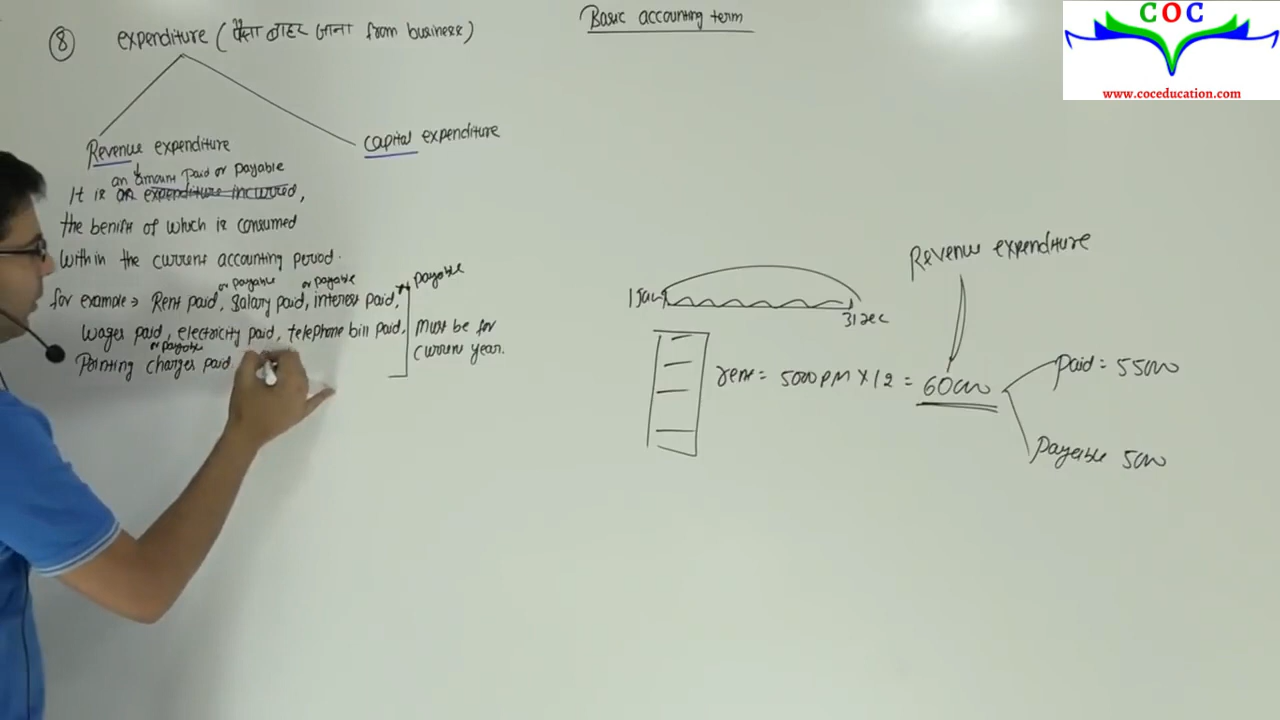 Basic accounting term
COC
www.coceducation.com
8 expenditure (पैसा बाहर जाना from business)
Revenue expenditure
capital expenditure
an amount paid or payable
It is an expenditure incurred,
the benift of which is consumed
within the current accounting period.
or payable or payable or payable
for example → Rent paid, salary paid, interest paid,
wages paid, electricity paid, telephone bill paid,
or payable
Printing charges paid.
Must be for
current year.
Revenue expenditure
1 Jan
31 Dec
rent = 5000 PM × 12 = 60000
paid = 55000
payable 5000